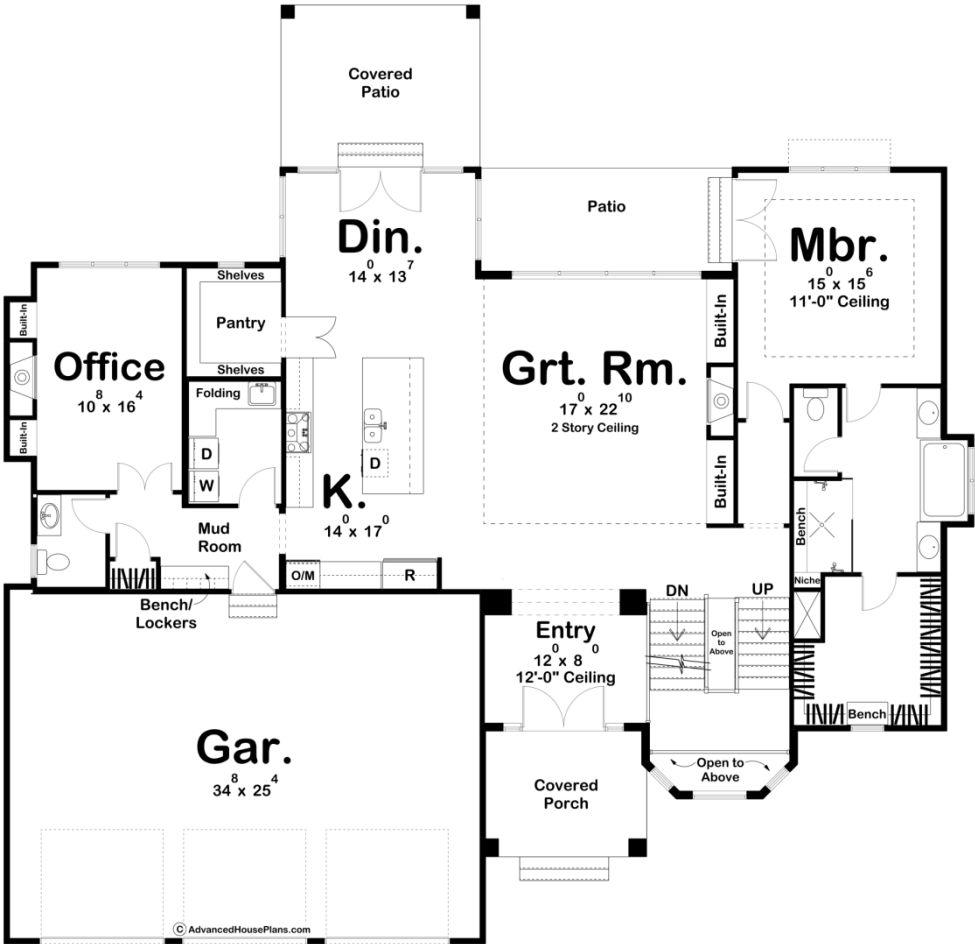 Covered
Patio
Patio
Din.
14⁰ x 13⁷
Mbr.
15⁰ x 15⁶
11'-0" Ceiling
Shelves
Pantry
Shelves
Built-In
Office
10⁸ x 16⁴
Built-In
Folding
D
W
Grt. Rm.
17⁰ x 22¹⁰
2 Story Ceiling
Built-In
Built-In
D
K.
14⁰ x 17⁰
Mud
Room
O/M
R
Bench/
Lockers
Bench
Niche
DN
UP
Open
to
Above
Entry
12⁰ x 8⁰
12'-0" Ceiling
Bench
Gar.
34⁸ x 25⁴
Open to
Above
Covered
Porch
© AdvancedHousePlans.com